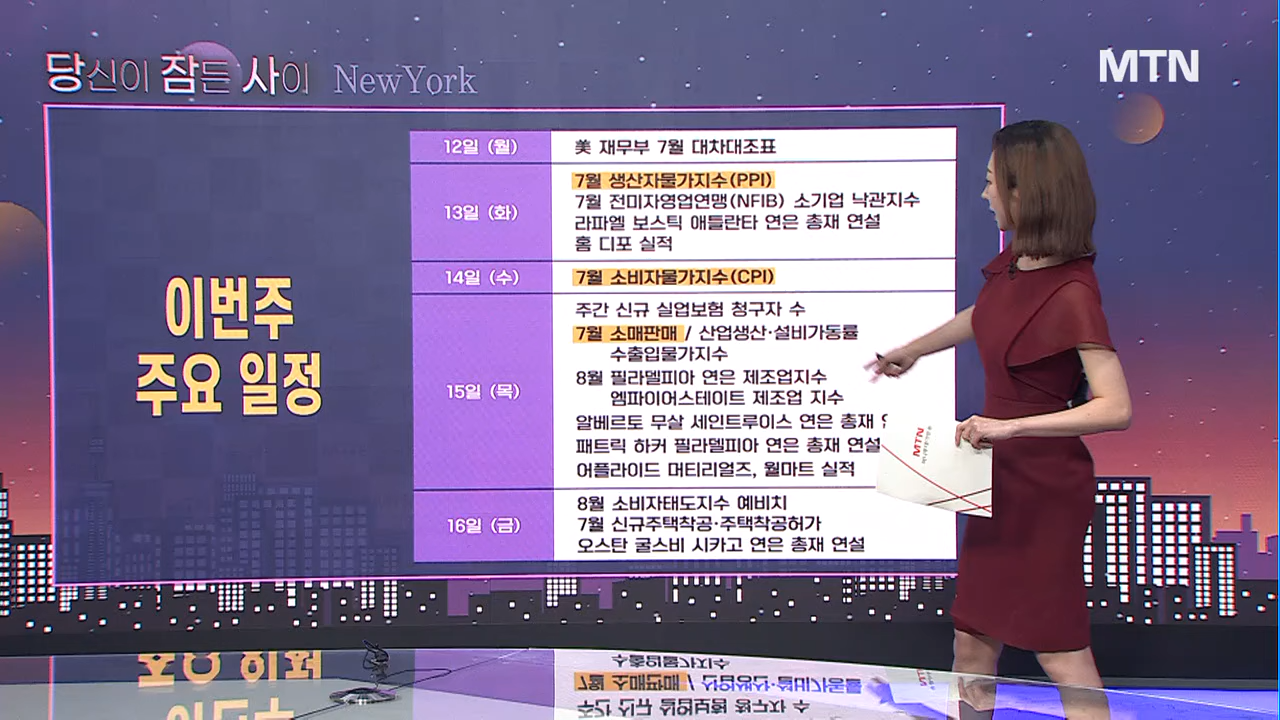 당신이 잠든 사이 NewYork
MTN
이번주
주요 일정
12일 (월)
美 재무부 7월 대차대조표
13일 (화)
7월 생산자물가지수(PPI)
7월 전미자영업연맹(NFIB) 소기업 낙관지수
라파엘 보스틱 애틀란타 연은 총재 연설
홈 디포 실적
14일 (수)
7월 소비자물가지수(CPI)
15일 (목)
주간 신규 실업보험 청구자 수
7월 소매판매 / 산업생산·설비가동률
수출입물가지수
8월 필라델피아 연은 제조업지수
엠파이어스테이트 제조업 지수
알베르토 무살 세인트루이스 연은 총재
패트릭 하커 필라델피아 연은 총재 연설
어플라이드 머티리얼즈, 월마트 실적
16일 (금)
8월 소비자태도지수 예비치
7월 신규주택착공·주택착공허가
오스탄 굴스비 시카고 연은 총재 연설
MTN